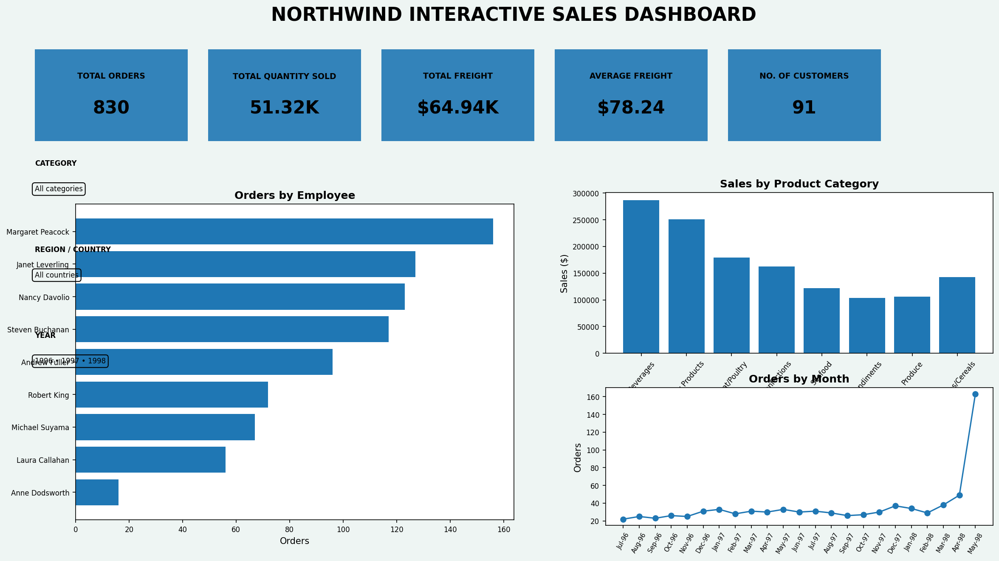 NORTHWIND INTERACTIVE SALES DASHBOARD
TOTAL ORDERS
830
TOTAL QUANTITY SOLD
51.32K
TOTAL FREIGHT
$64.94K
AVERAGE FREIGHT
$78.24
NO. OF CUSTOMERS
91
CATEGORY
All categories
REGION / COUNTRY
All countries
YEAR
1996 • 1997 • 1998
Orders by Employee
Margaret Peacock
Janet Leverling
Nancy Davolio
Steven Buchanan
Andrew Fuller
Robert King
Michael Suyama
Laura Callahan
Anne Dodsworth
0
20
40
60
80
100
120
140
160
Orders
Sales by Product Category
Sales ($)
300000
250000
200000
150000
100000
50000
0
Products
Seafood
Produce
Orders by Month
Orders
160
140
120
100
80
60
40
20
Jul-96
Aug-96
Sep-96
Oct-96
Nov-96
Dec-96
Jan-97
Feb-97
Mar-97
Apr-97
May-97
Jun-97
Jul-97
Aug-97
Sep-97
Oct-97
Nov-97
Dec-97
Jan-98
Feb-98
Mar-98
Apr-98
May-98